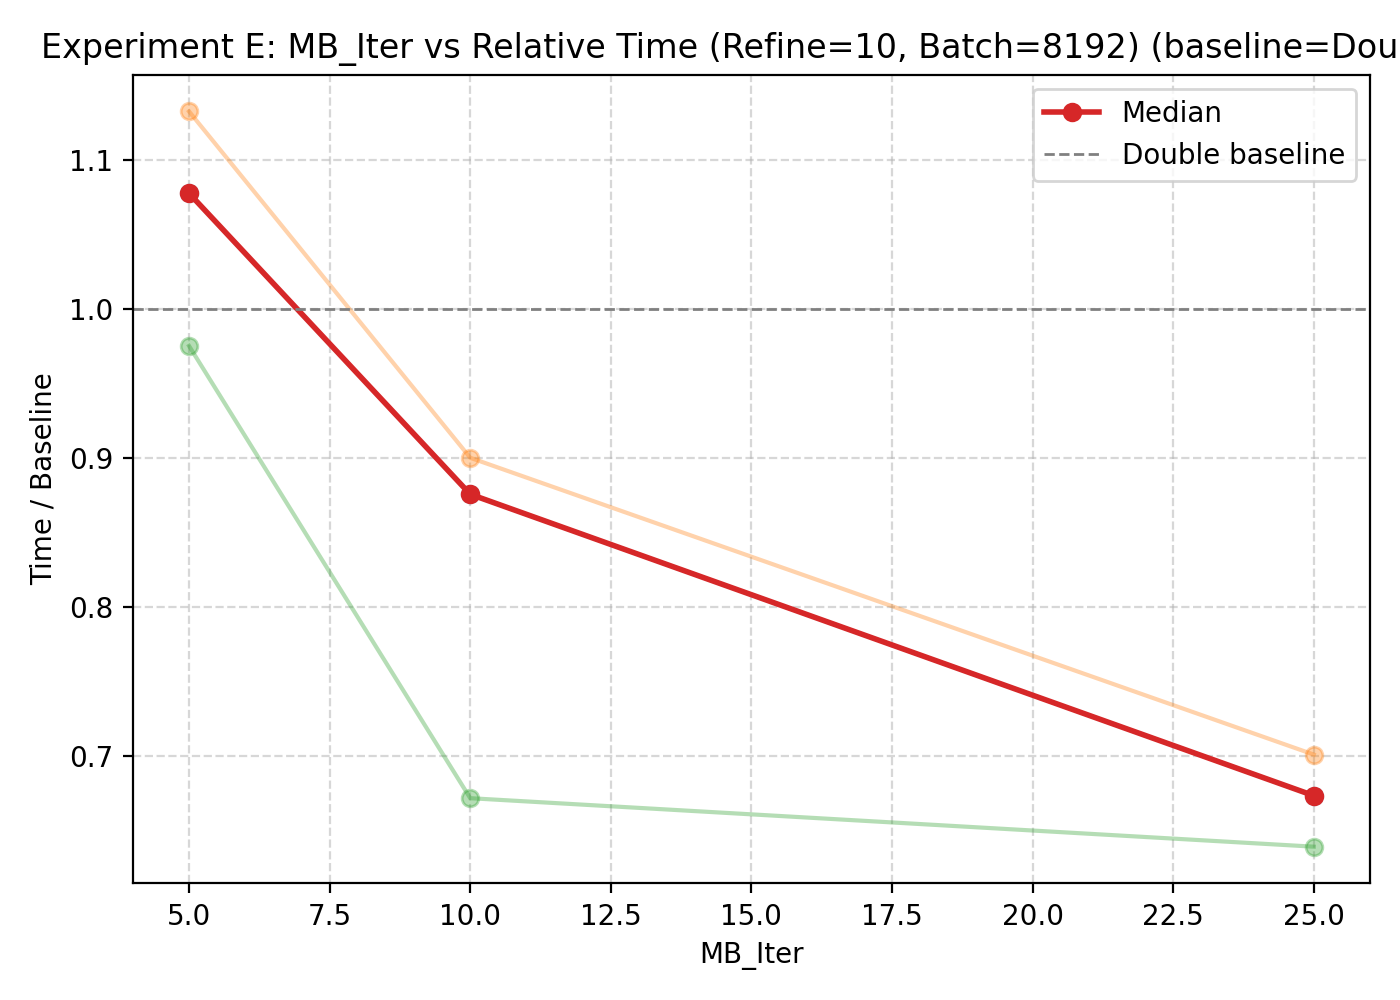 Experiment E: MB_Iter vs Relative Time (Refine=10, Batch=8192) (baseline=Dou
Median
Double baseline
1.1
1.0
0.9
0.8
0.7
Time / Baseline
5.0 7.5 10.0 12.5 15.0 17.5 20.0 22.5 25.0
MB_Iter